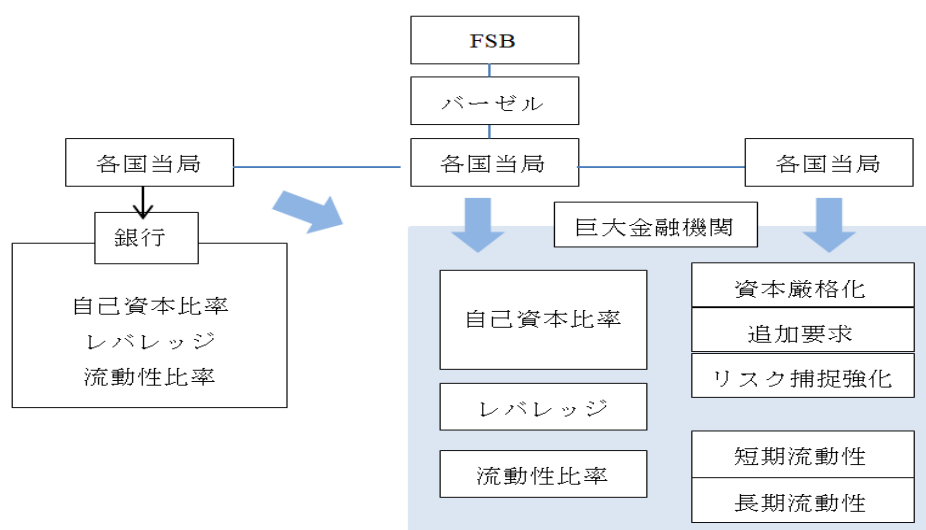 FSB
バーゼル
各国当局
各国当局
各国当局
銀行
自己資本比率
レバレッジ
流動性比率
巨大金融機関
自己資本比率
レバレッジ
流動性比率
資本厳格化
追加要求
リスク捕捉強化
短期流動性
長期流動性